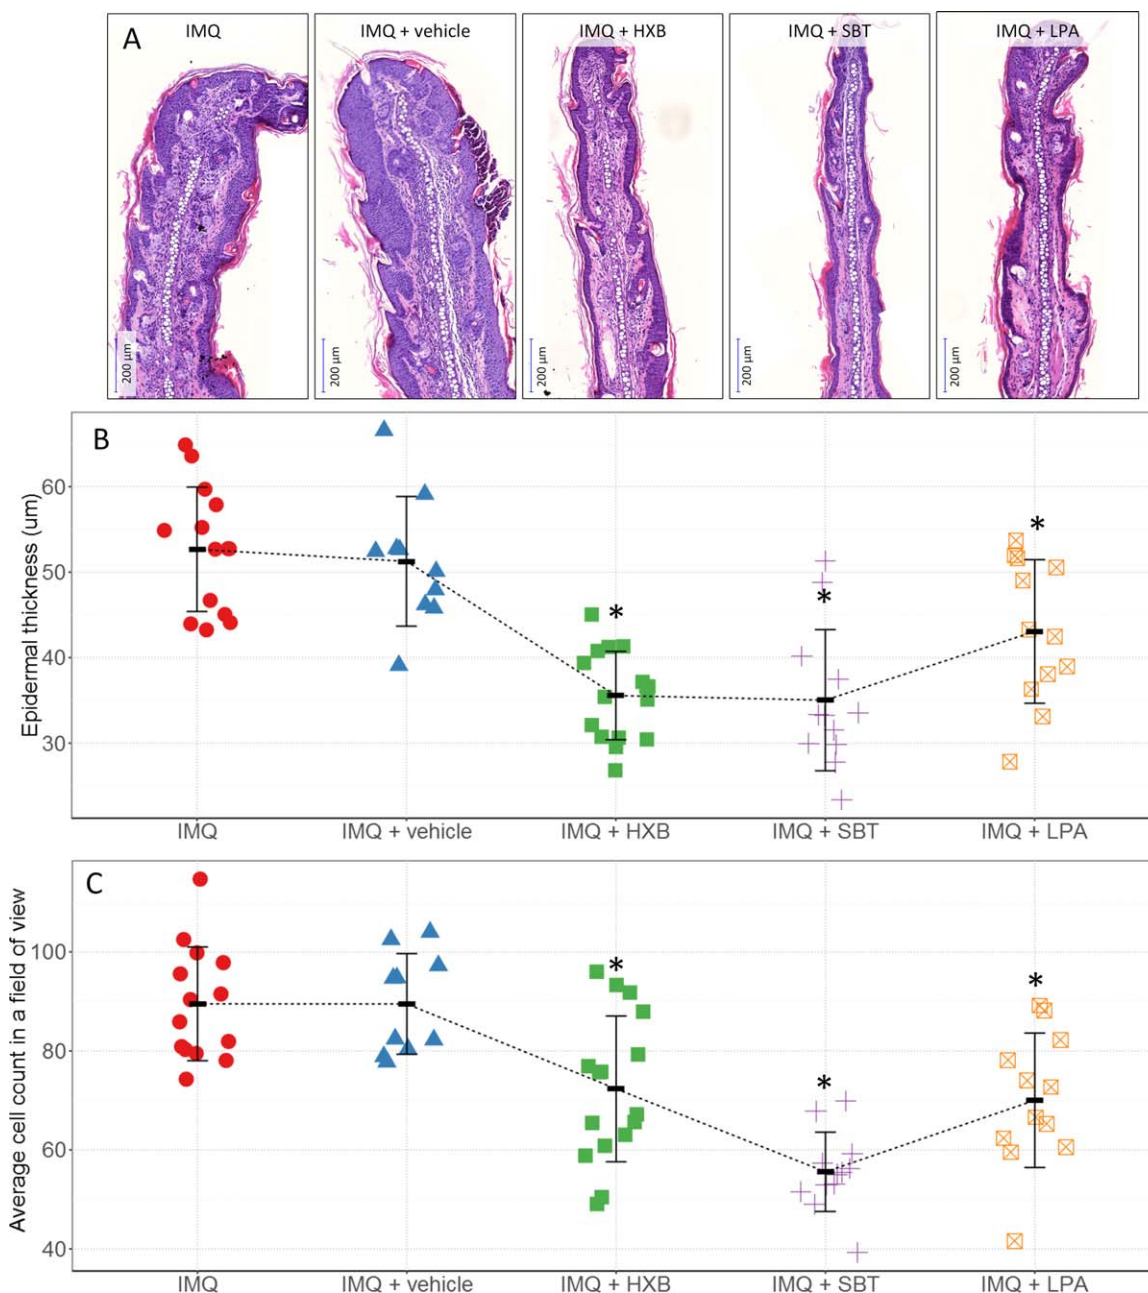 A
IMQ
IMQ + vehicle
IMQ + HXB
IMQ + SBT
IMQ + LPA
200 µm
200 µm
200 µm
200 µm
200 µm
B
Epidermal thickness (um)
60
50
40
30
*
*
*
IMQ
IMQ + vehicle
IMQ + HXB
IMQ + SBT
IMQ + LPA
C
Average cell count in a field of view
100
80
60
40
*
*
*
IMQ
IMQ + vehicle
IMQ + HXB
IMQ + SBT
IMQ + LPA